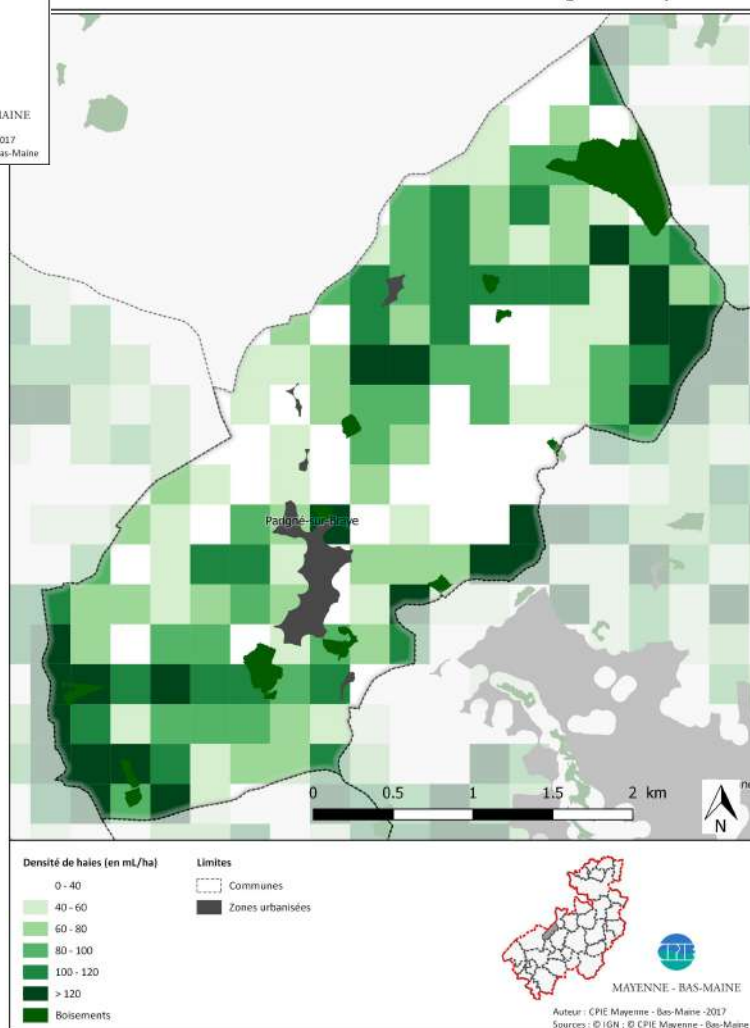 MAINE
017
as-Maine
Parigné-sur-Braye
0 0.5 1 1.5 2 km
N
Densité de haies (en mL/ha)
0 - 40
40 - 60
60 - 80
80 - 100
100 - 120
> 120
Boisements
Limites
Communes
Zones urbanisées
CPIE
MAYENNE - BAS-MAINE
Auteur : CPIE Mayenne - Bas-Maine -2017
Sources : © IGN ; © CPIE Mayenne - Bas-Maine